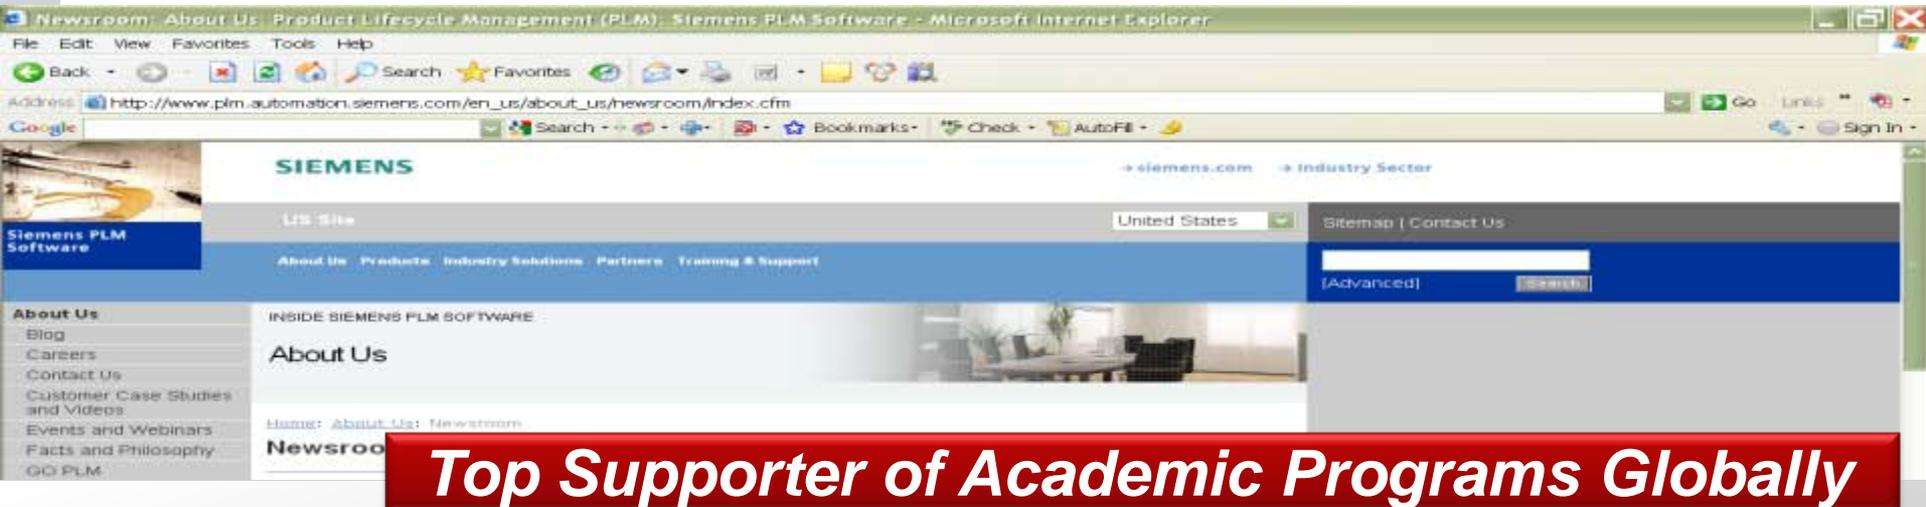 Newsroom: About Us: Product Lifecycle Management (PLM): Siemens PLM Software - Microsoft Internet Explorer
File Edit View Favorites Tools Help
Back Search Favorites
Address http://www.plm.automation.siemens.com/en_us/about_us/newsroom/index.cfm Go Links »
Google Search Bookmarks Check AutoFill Sign In
SIEMENS
siemens.com Industry Sector
US Site United States Sitemap | Contact Us
Siemens PLM
Software
About Us Products Industry Solutions Partners Training & Support
[Advanced] Search
About Us
Blog
Careers
Contact Us
Customer Case Studies
and Videos
Events and Webinars
Facts and Philosophy
GO PLM
INSIDE SIEMENS PLM SOFTWARE
About Us
Home: About Us: Newsroom
Newsroo
Top Supporter of Academic Programs Globally